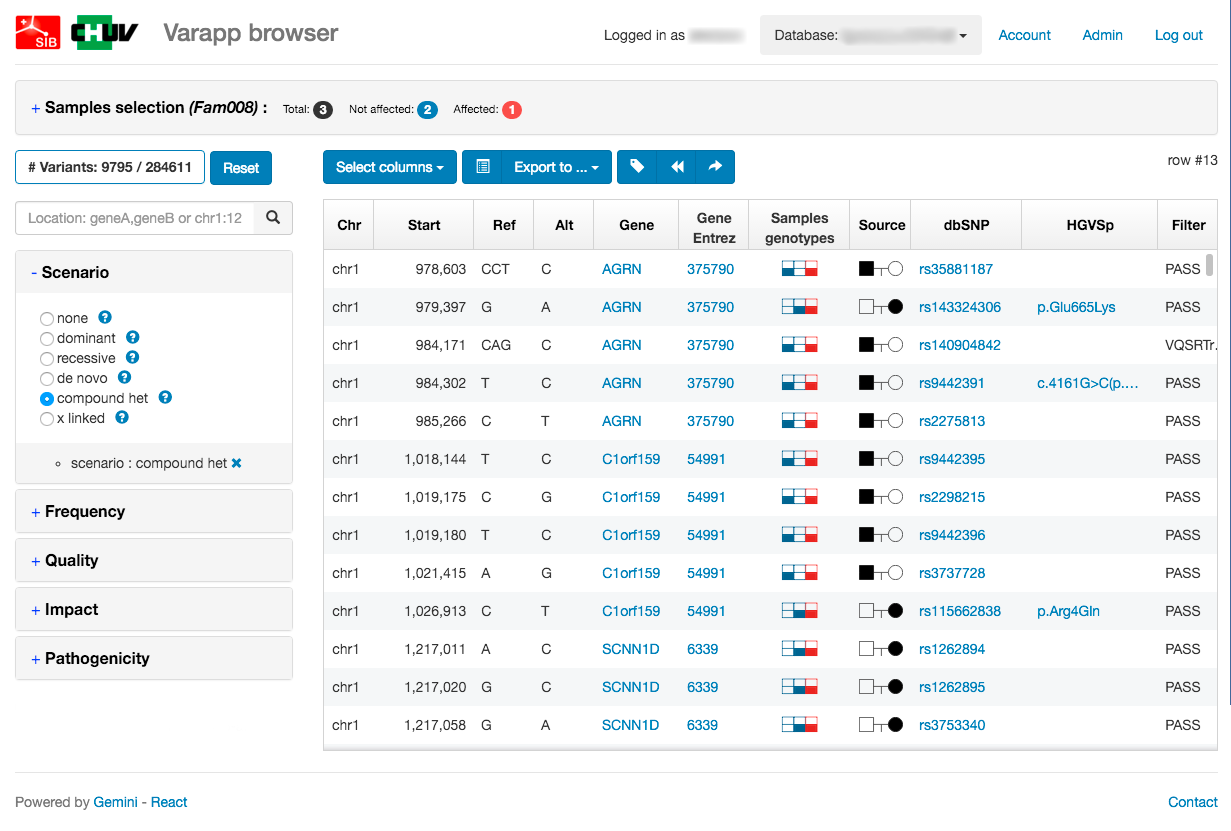 SIB CHUV Varapp browser Logged in as Database: Account Admin Log out
+ Samples selection (Fam008) : Total: 3 Not affected: 2 Affected: 1
# Variants: 9795 / 284611 Reset Select columns Export to ... row #13
Location: geneA,geneB or chr1:12
- Scenario
none ?
dominant ?
recessive ?
de novo ?
compound het ?
x linked ?
scenario : compound het
+ Frequency
+ Quality
+ Impact
+ Pathogenicity
Chr Start Ref Alt Gene Gene Entrez Samples genotypes Source dbSNP HGVSp Filter
chr1 978,603 CCT C AGRN 375790 rs35881187 PASS
chr1 979,397 G A AGRN 375790 rs143324306 p.Glu665Lys PASS
chr1 984,171 CAG C AGRN 375790 rs140904842 VQSRTr.
chr1 984,302 T C AGRN 375790 rs9442391 c.4161G>C(p.... PASS
chr1 985,266 C T AGRN 375790 rs2275813 PASS
chr1 1,018,144 T C C1orf159 54991 rs9442395 PASS
chr1 1,019,175 C G C1orf159 54991 rs2298215 PASS
chr1 1,019,180 T C C1orf159 54991 rs9442396 PASS
chr1 1,021,415 A G C1orf159 54991 rs3737728 PASS
chr1 1,026,913 C T C1orf159 54991 rs115662838 p.Arg4Gln PASS
chr1 1,217,011 A C SCNN1D 6339 rs1262894 PASS
chr1 1,217,020 G C SCNN1D 6339 rs1262895 PASS
chr1 1,217,058 G A SCNN1D 6339 rs3753340 PASS
Powered by Gemini - React Contact